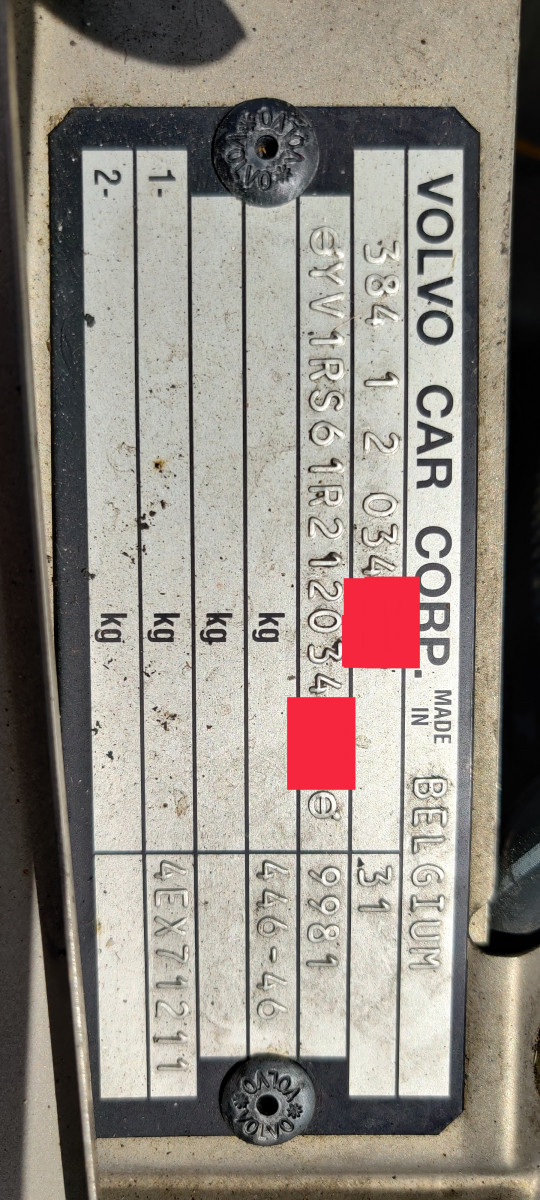 VOLVO CAR CORP. MADE IN BELGIUM
384 1 2 034 31
YV1RS61R212034 9981
kg 446-46
kg
1- kg 4EX71211
2- kg